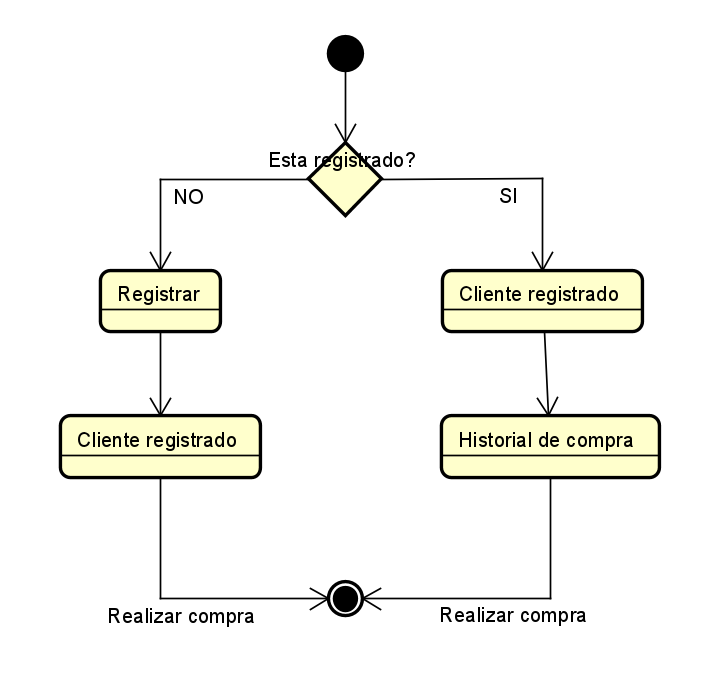 Esta registrado?
NO
SI
Registrar
Cliente registrado
Cliente registrado
Historial de compra
Realizar compra
Realizar compra